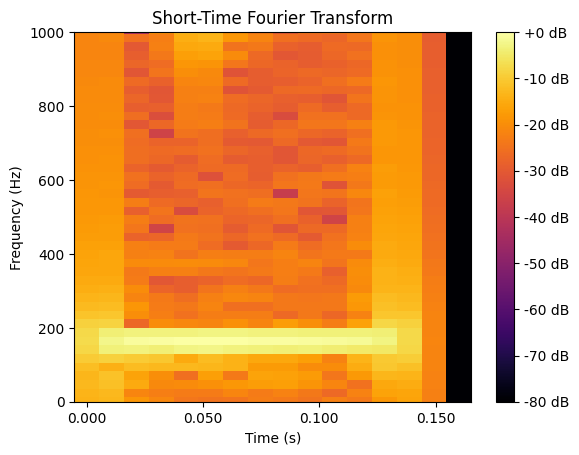 Short-Time Fourier Transform
1000
800
600
400
200
0
Frequency (Hz)
0.000
0.050
0.100
0.150
Time (s)
+0 dB
-10 dB
-20 dB
-30 dB
-40 dB
-50 dB
-60 dB
-70 dB
-80 dB